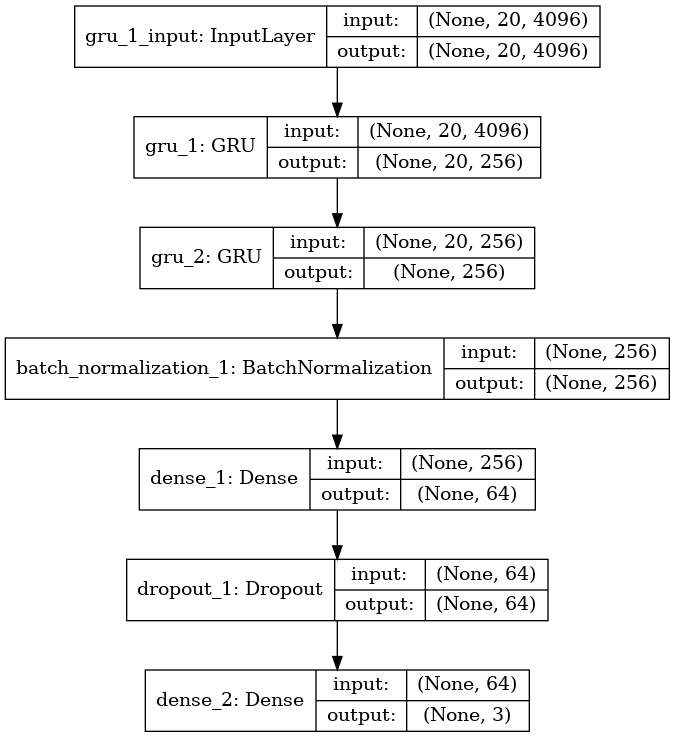 gru_1_input: InputLayer
input: (None, 20, 4096)
output: (None, 20, 4096)
gru_1: GRU
input: (None, 20, 4096)
output: (None, 20, 256)
gru_2: GRU
input: (None, 20, 256)
output: (None, 256)
batch_normalization_1: BatchNormalization
input: (None, 256)
output: (None, 256)
dense_1: Dense
input: (None, 256)
output: (None, 64)
dropout_1: Dropout
input: (None, 64)
output: (None, 64)
dense_2: Dense
input: (None, 64)
output: (None, 3)